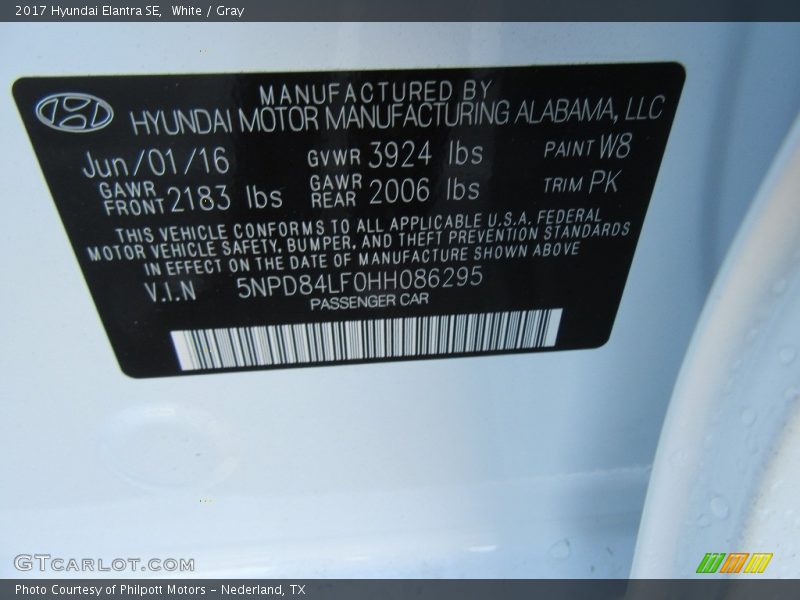 2017 Hyundai Elantra SE, White / Gray
MANUFACTURED BY
HYUNDAI MOTOR MANUFACTURING ALABAMA, LLC
Jun/01/16 GVWR 3924 lbs PAINT W8
GAWR FRONT 2183 lbs GAWR REAR 2006 lbs TRIM PK
THIS VEHICLE CONFORMS TO ALL APPLICABLE U.S.A. FEDERAL
MOTOR VEHICLE SAFETY, BUMPER, AND THEFT PREVENTION STANDARDS
IN EFFECT ON THE DATE OF MANUFACTURE SHOWN ABOVE
V.I.N 5NPD84LF0HH086295
PASSENGER CAR
GTCARLOT.COM
Photo Courtesy of Philpott Motors - Nederland, TX